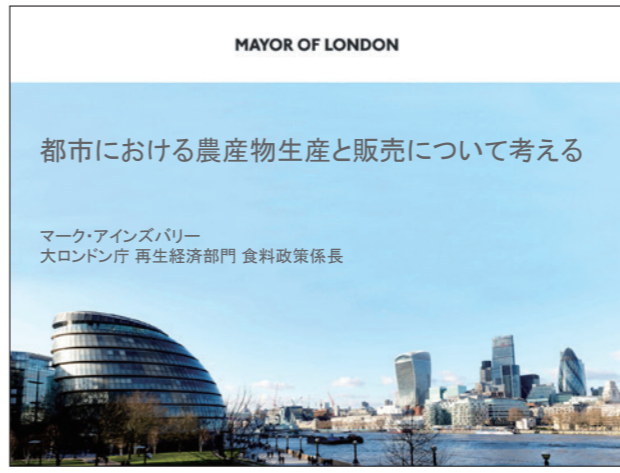 MAYOR OF LONDON
都市における農産物生産と販売について考える
マーク・アインズバリー
大ロンドン庁 再生経済部門 食料政策係長